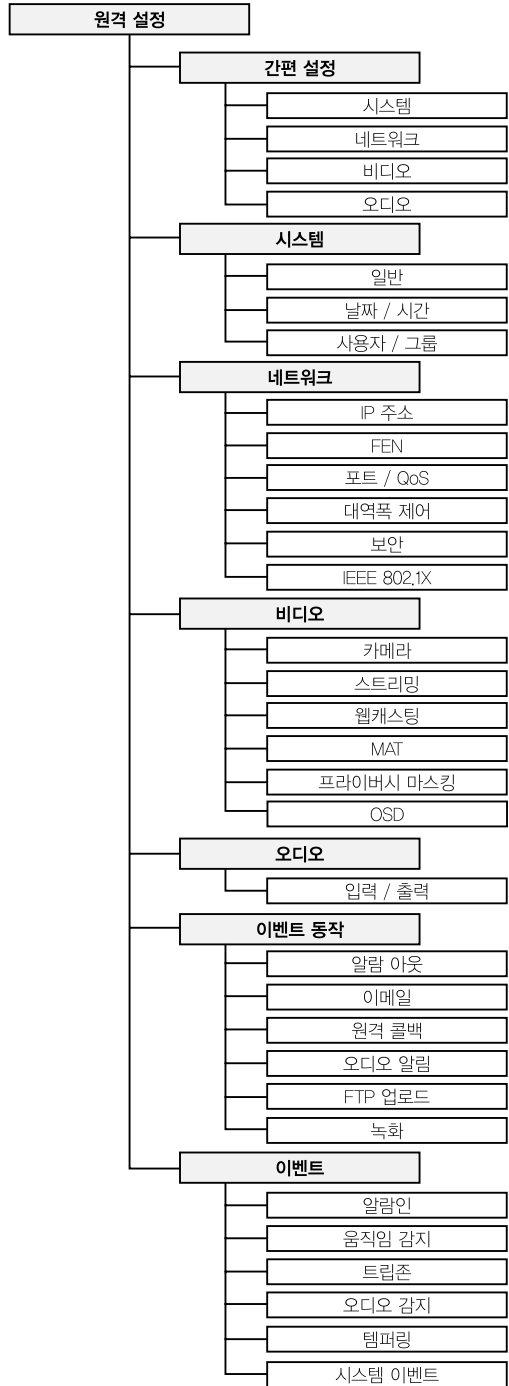 원격 설정
간편 설정
시스템
네트워크
비디오
오디오
시스템
일반
날짜 / 시간
사용자 / 그룹
네트워크
IP 주소
FEN
포트 / QoS
대역폭 제어
보안
IEEE 802.1X
비디오
카메라
스트리밍
웹캐스팅
MAT
프라이버시 마스킹
OSD
오디오
입력 / 출력
이벤트 동작
알람 아웃
이메일
원격 콜백
오디오 알림
FTP 업로드
녹화
이벤트
알람인
움직임 감지
트립존
오디오 감지
템퍼링
시스템 이벤트